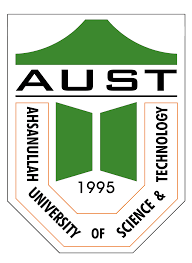 AUST
1995
AHSANULLAH UNIVERSITY OF SCIENCE & TECHNOLOGY